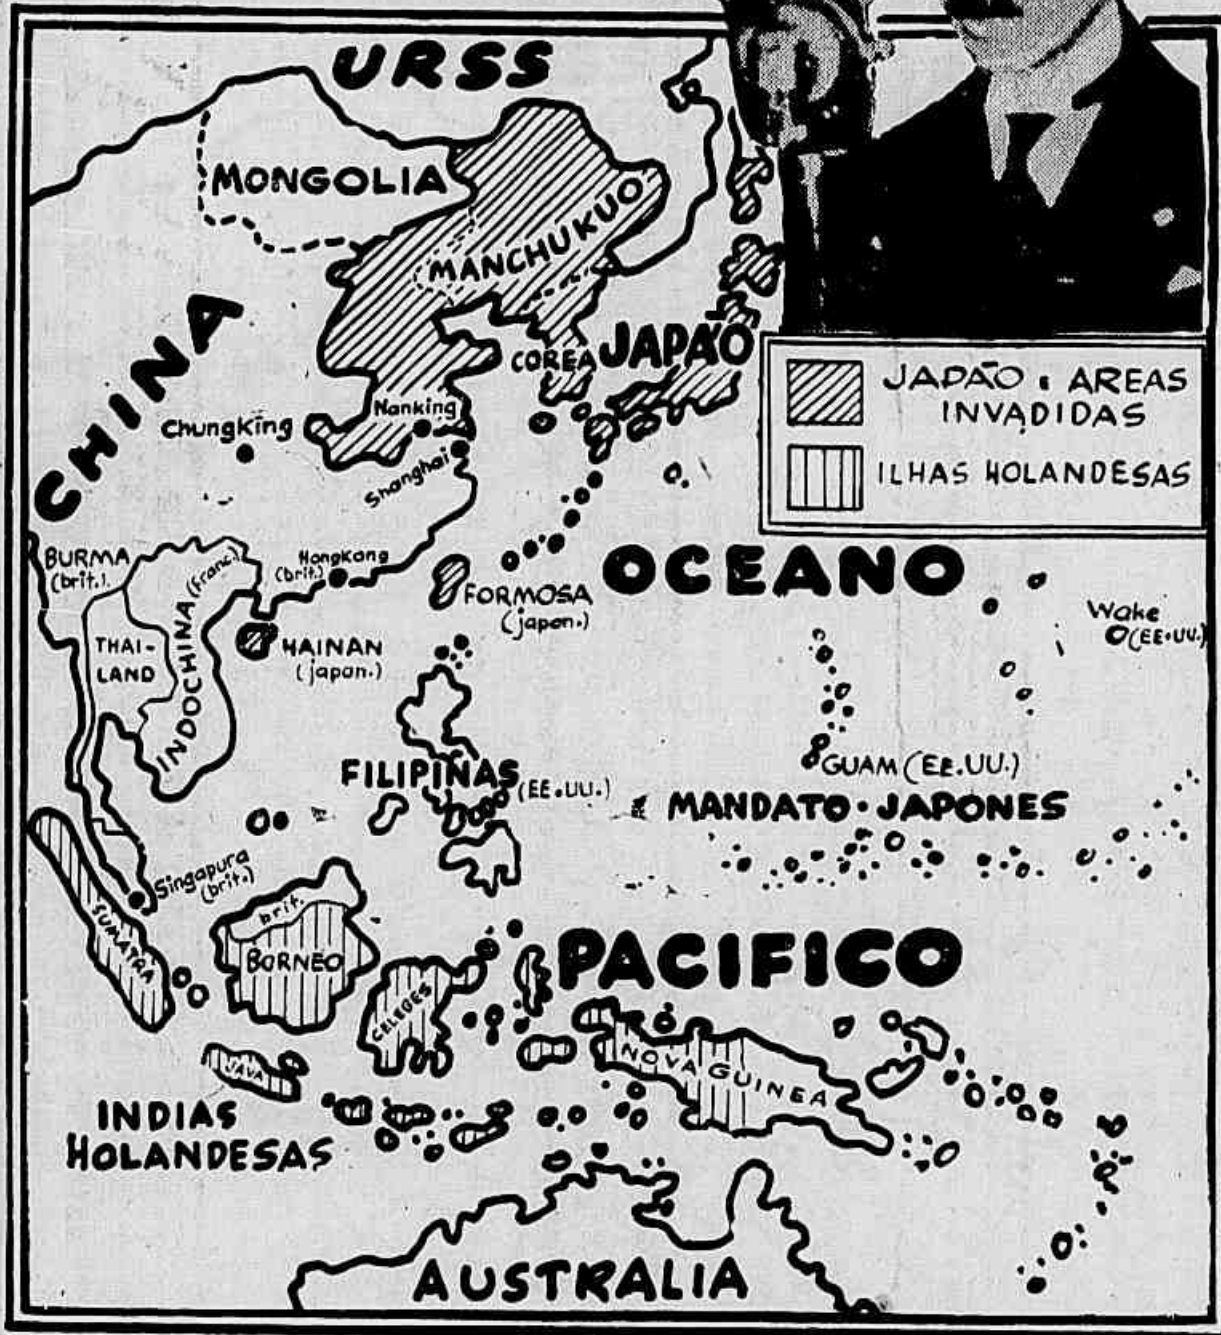 URSS
MONGOLIA
MANCHUKUO
CHINA
COREA
JAPÃO
JAPÃO E AREAS
INVADIDAS
ILHAS HOLANDESAS
Nanking
Chungking
Shanghai
BURMA
(brit.).
INDOCHINA (franc.)
Hongkong
(brit.)
FORMOSA
(japon.)
OCEANO
Wake
(EE.UU.)
THAI-
LAND
HAINAN
(japon.)
GUAM (EE.UU.)
FILIPINAS (EE.UU.)
MANDATO JAPONES
Singapura
(brit.)
SUMATRA
brit.
BORNEO
CELEBES
PACIFICO
JAVA
NOVA GUINEA
INDIAS
HOLANDESAS
AUSTRALIA